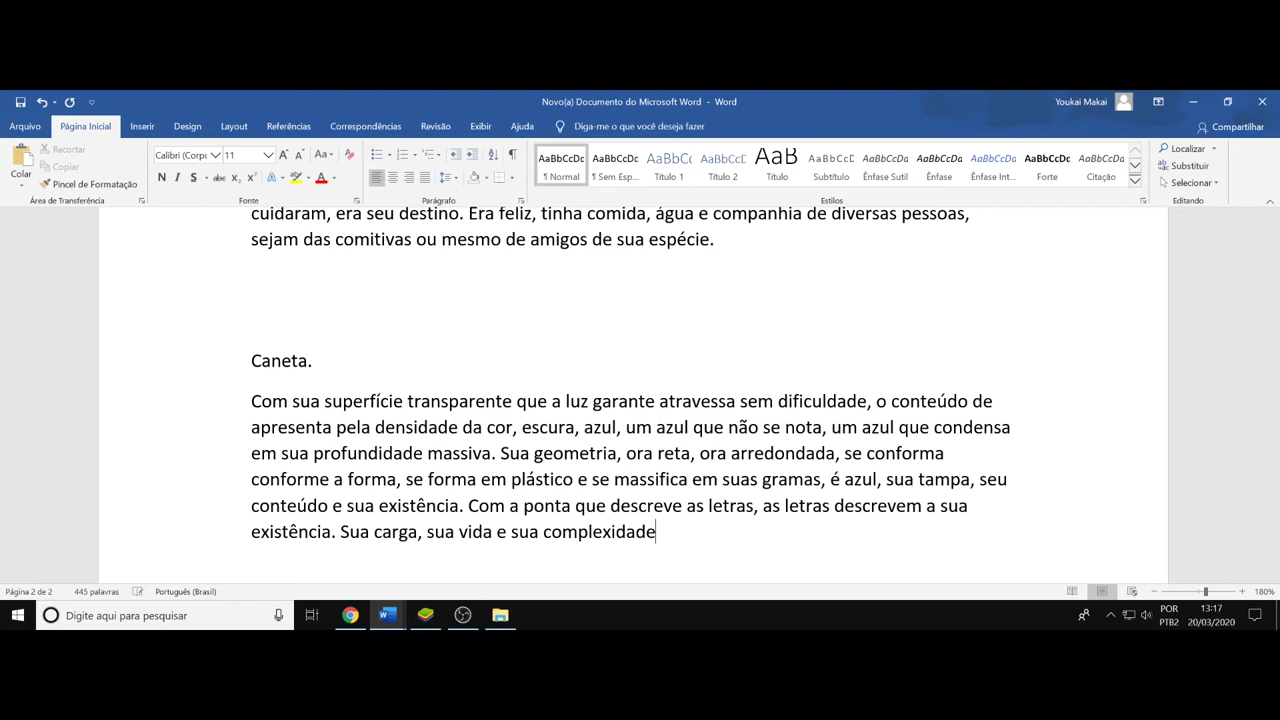 Novo(a) Documento do Microsoft Word - Word
Youkai Makai
Arquivo Página Inicial Inserir Design Layout Referências Correspondências Revisão Exibir Ajuda Diga-me o que você deseja fazer Compartilhar
Colar
Recortar
Copiar
Pincel de Formatação
Área de Transferência
Calibri (Corpo 11
N I S abc x₂ x²
Fonte
Parágrafo
AaBbCcDc AaBbCcDc AaBbCc AaBbCcD AaB AaBbCcD AaBbCcDc AaBbCcDc AaBbCcDc AaBbCcDc AaBbCcDc
¶ Normal ¶ Sem Esp... Título 1 Título 2 Título Subtítulo Ênfase Sutil Ênfase Ênfase Int... Forte Citação
Estilos
Localizar
Substituir
Selecionar
Editando
cuidaram, era seu destino. Era feliz, tinha comida, água e companhia de diversas pessoas,
sejam das comitivas ou mesmo de amigos de sua espécie.
Caneta.
Com sua superfície transparente que a luz garante atravessa sem dificuldade, o conteúdo de
apresenta pela densidade da cor, escura, azul, um azul que não se nota, um azul que condensa
em sua profundidade massiva. Sua geometria, ora reta, ora arredondada, se conforma
conforme a forma, se forma em plástico e se massifica em suas gramas, é azul, sua tampa, seu
conteúdo e sua existência. Com a ponta que descreve as letras, as letras descrevem a sua
existência. Sua carga, sua vida e sua complexidade
Página 2 de 2 445 palavras Português (Brasil) 180%
Digite aqui para pesquisar
POR
PTB2
13:17
20/03/2020